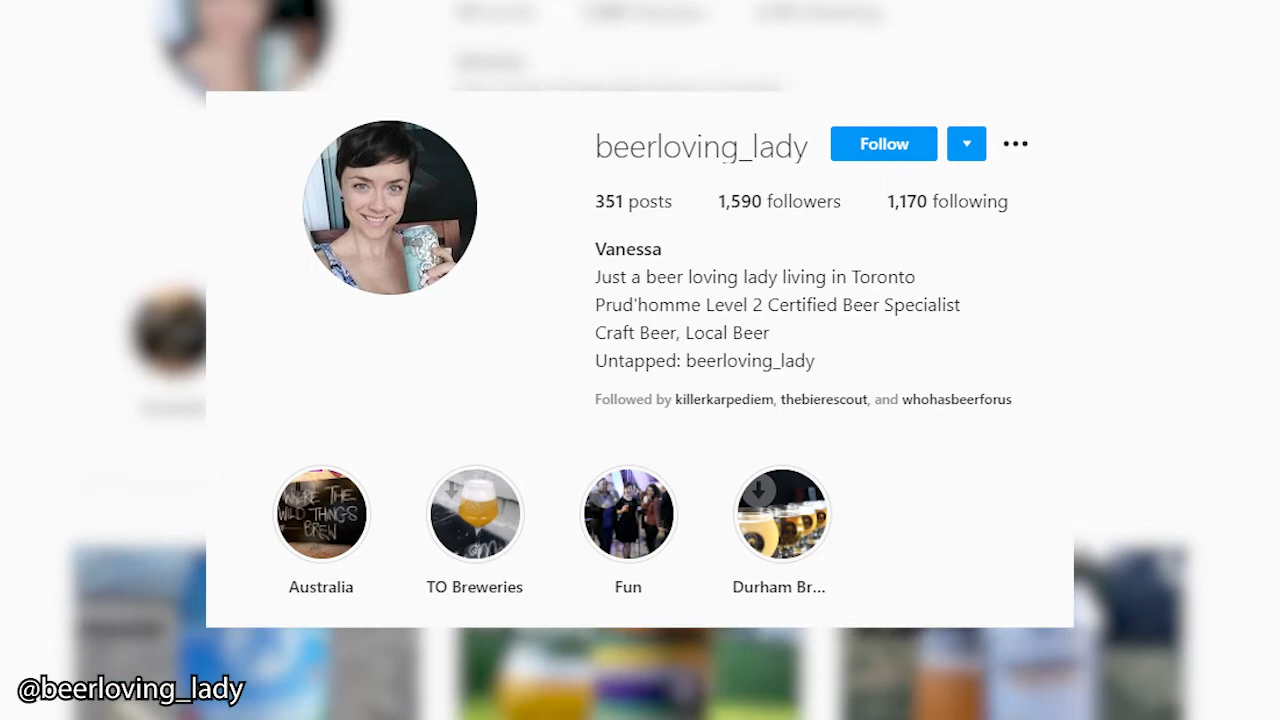 beerloving_lady Follow
351 posts 1,590 followers 1,170 following
Vanessa
Just a beer loving lady living in Toronto
Prud'homme Level 2 Certified Beer Specialist
Craft Beer, Local Beer
Untapped: beerloving_lady
Followed by killerkarpediem, thebierescout, and whohasbeerforus
WHERE THE
WILD THINGS
BREW
Australia TO Breweries Fun Durham Br...
@beerloving_lady